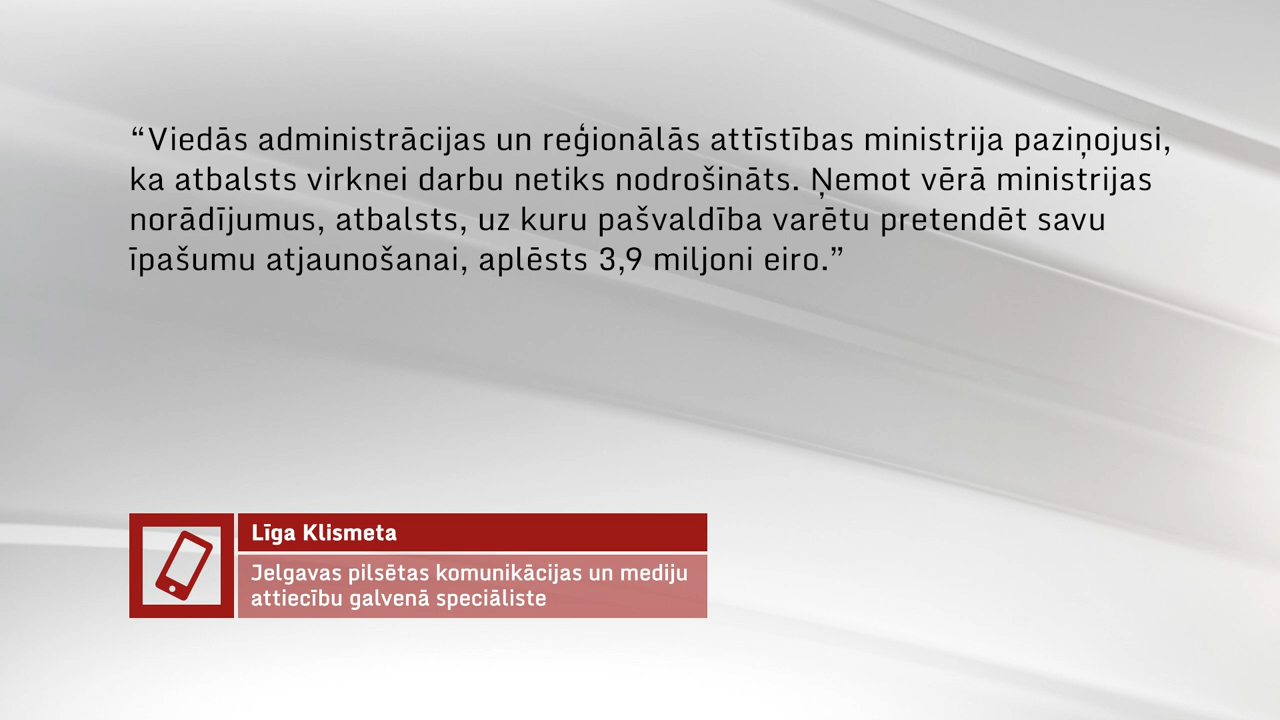 “Viedās administrācijas un reģionālās attīstības ministrija paziņojusi,
ka atbalsts virknei darbu netiks nodrošināts. Ņemot vērā ministrijas
norādījumus, atbalsts, uz kuru pašvaldība varētu pretendēt savu
īpašumu atjaunošanai, aplēsts 3,9 miljoni eiro.”
Līga Klismeta
Jelgavas pilsētas komunikācijas un mediju
attiecību galvenā speciāliste